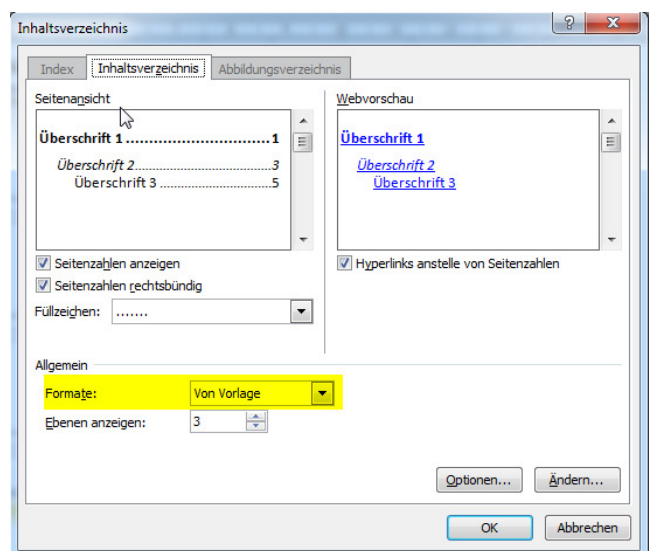 Inhaltsverzeichnis
Index Inhaltsverzeichnis Abbildungsverzeichnis
Seitenansicht
Überschrift 1 ................................ 1
Überschrift 2................................ 3
Überschrift 3 ............................ 5
Webvorschau
Überschrift 1
Überschrift 2
Überschrift 3
Seitenzahlen anzeigen
Seitenzahlen rechtsbündig
Füllzeichen: .......
Hyperlinks anstelle von Seitenzahlen
Allgemein
Formate: Von Vorlage
Ebenen anzeigen: 3
Optionen... Ändern...
OK Abbrechen